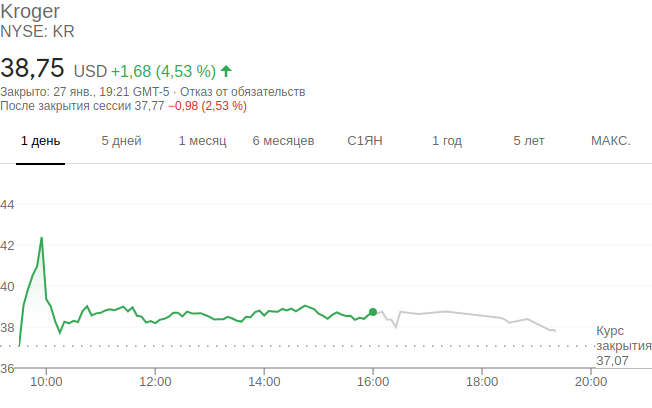 Kroger
NYSE: KR
38,75 USD +1,68 (4,53 %)
Закрыто: 27 янв., 19:21 GMT-5 · Отказ от обязательств
После закрытия сессии 37,77 −0,98 (2,53 %)
1 день 5 дней 1 месяц 6 месяцев С1ЯН 1 год 5 лет МАКС.
44
42
40
38
36
Курс
закрытия
37,07
10:00 12:00 14:00 16:00 18:00 20:00